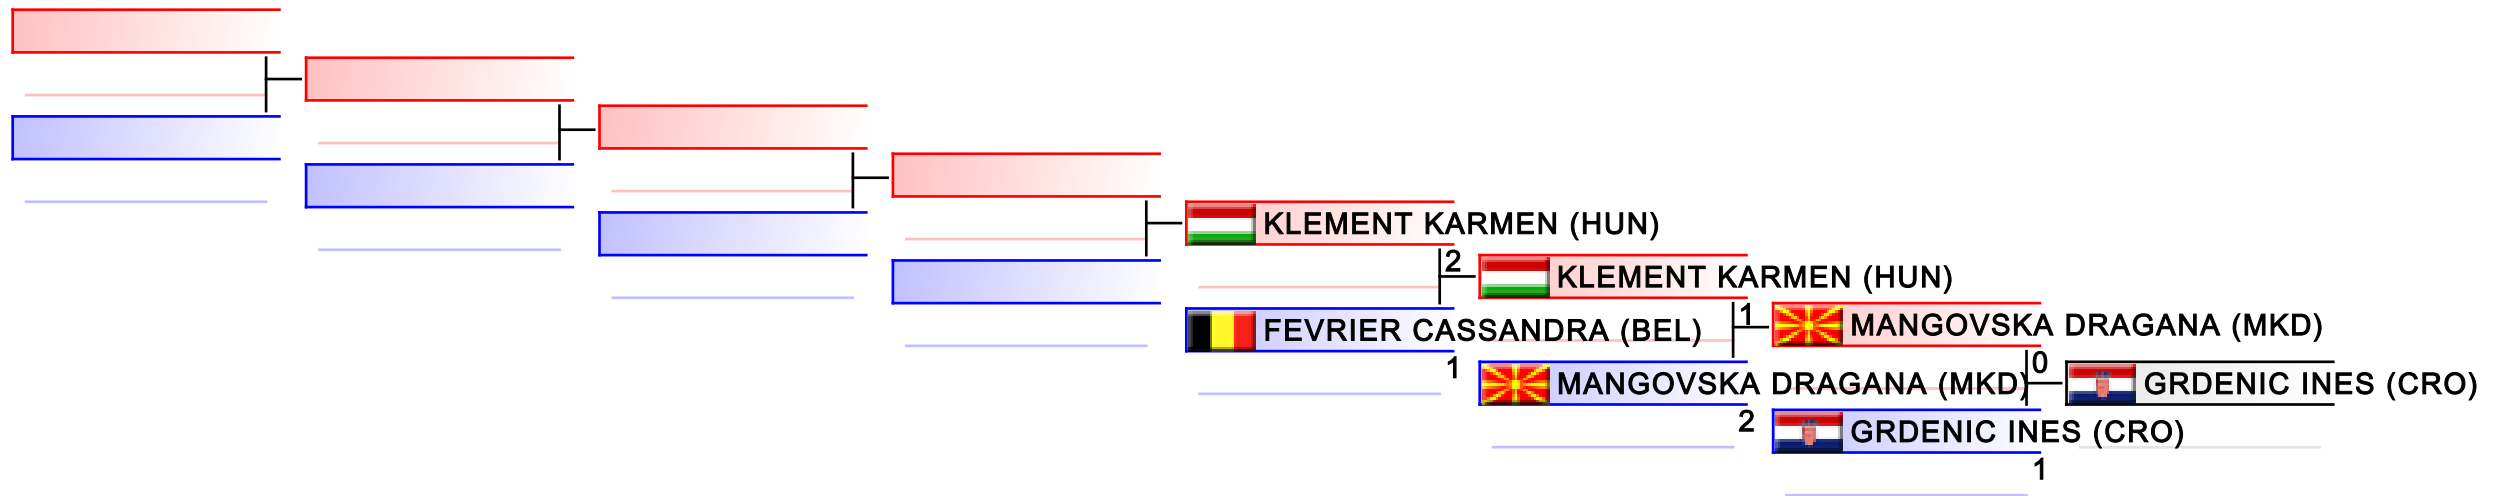 KLEMENT KARMEN (HUN)
2
KLEMENT KARMEN (HUN)
FEVRIER CASSANDRA (BEL)
1
1
MANGOVSKA DRAGANA (MKD)
MANGOVSKA DRAGANA (MKD)
2
0
GRDENIC INES (CRO)
GRDENIC INES (CRO)
1